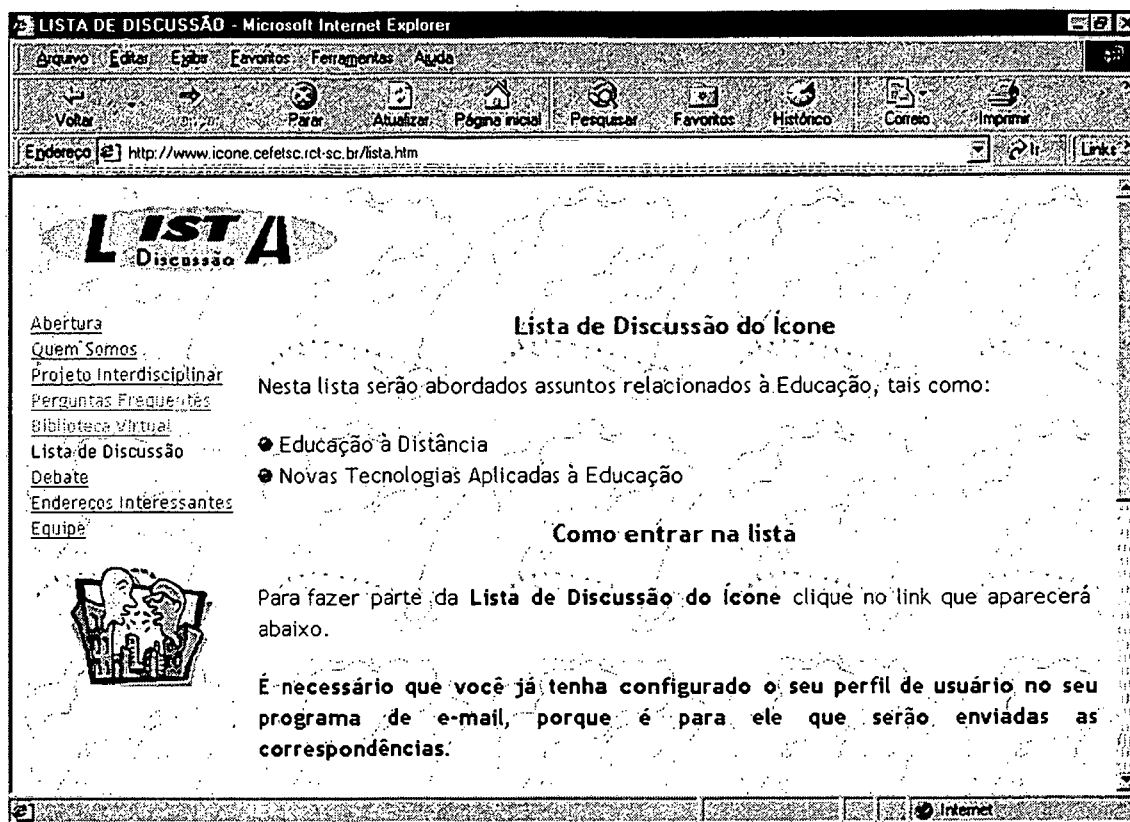 LISTA DE DISCUSSÃO - Microsoft Internet Explorer
Arquivo Editar Exibir Favoritos Ferramentas Ajuda
Voltar Parar Atualizar Página inicial Pesquisar Favoritos Histórico Correio Imprimir
Endereço http://www.icone.cefetsc.rct-sc.br/lista.htm Ir Links
LISTA
Discussão
Abertura
Quem Somos
Projeto Interdisciplinar
Perguntas Frequentes
Biblioteca Virtual
Lista de Discussão
Debate
Endereços Interessantes
Equipe
Lista de Discussão do Ícone
Nesta lista serão abordados assuntos relacionados à Educação, tais como:
Educação à Distância
Novas Tecnologias Aplicadas à Educação
Como entrar na lista
Para fazer parte da Lista de Discussão do Ícone clique no link que aparecerá
abaixo.
É necessário que você já tenha configurado o seu perfil de usuário no seu
programa de e-mail, porque é para ele que serão enviadas as
correspondências.
Internet